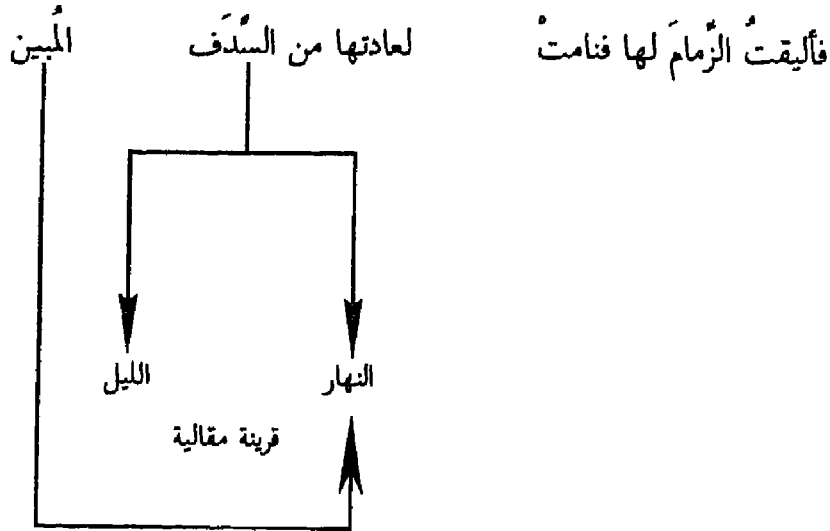 فأليقتُ الزَّمامَ لها فنامتْ لعادتها من السَّدَف المُبين
النهار الليل
قرينة مقالية